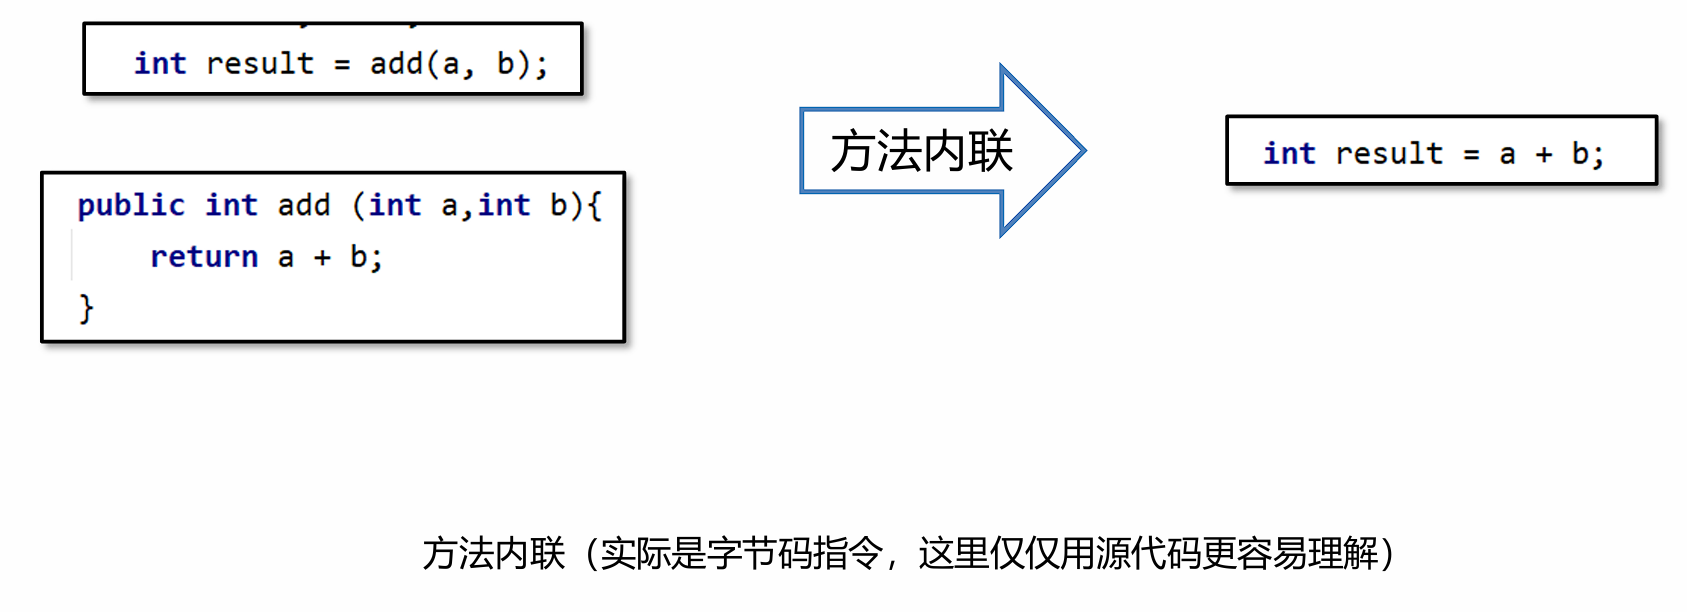 int result = add(a, b);
public int add (int a,int b){
return a + b;
}
方法内联
int result = a + b;
方法内联（实际是字节码指令，这里仅仅用源代码更容易理解）